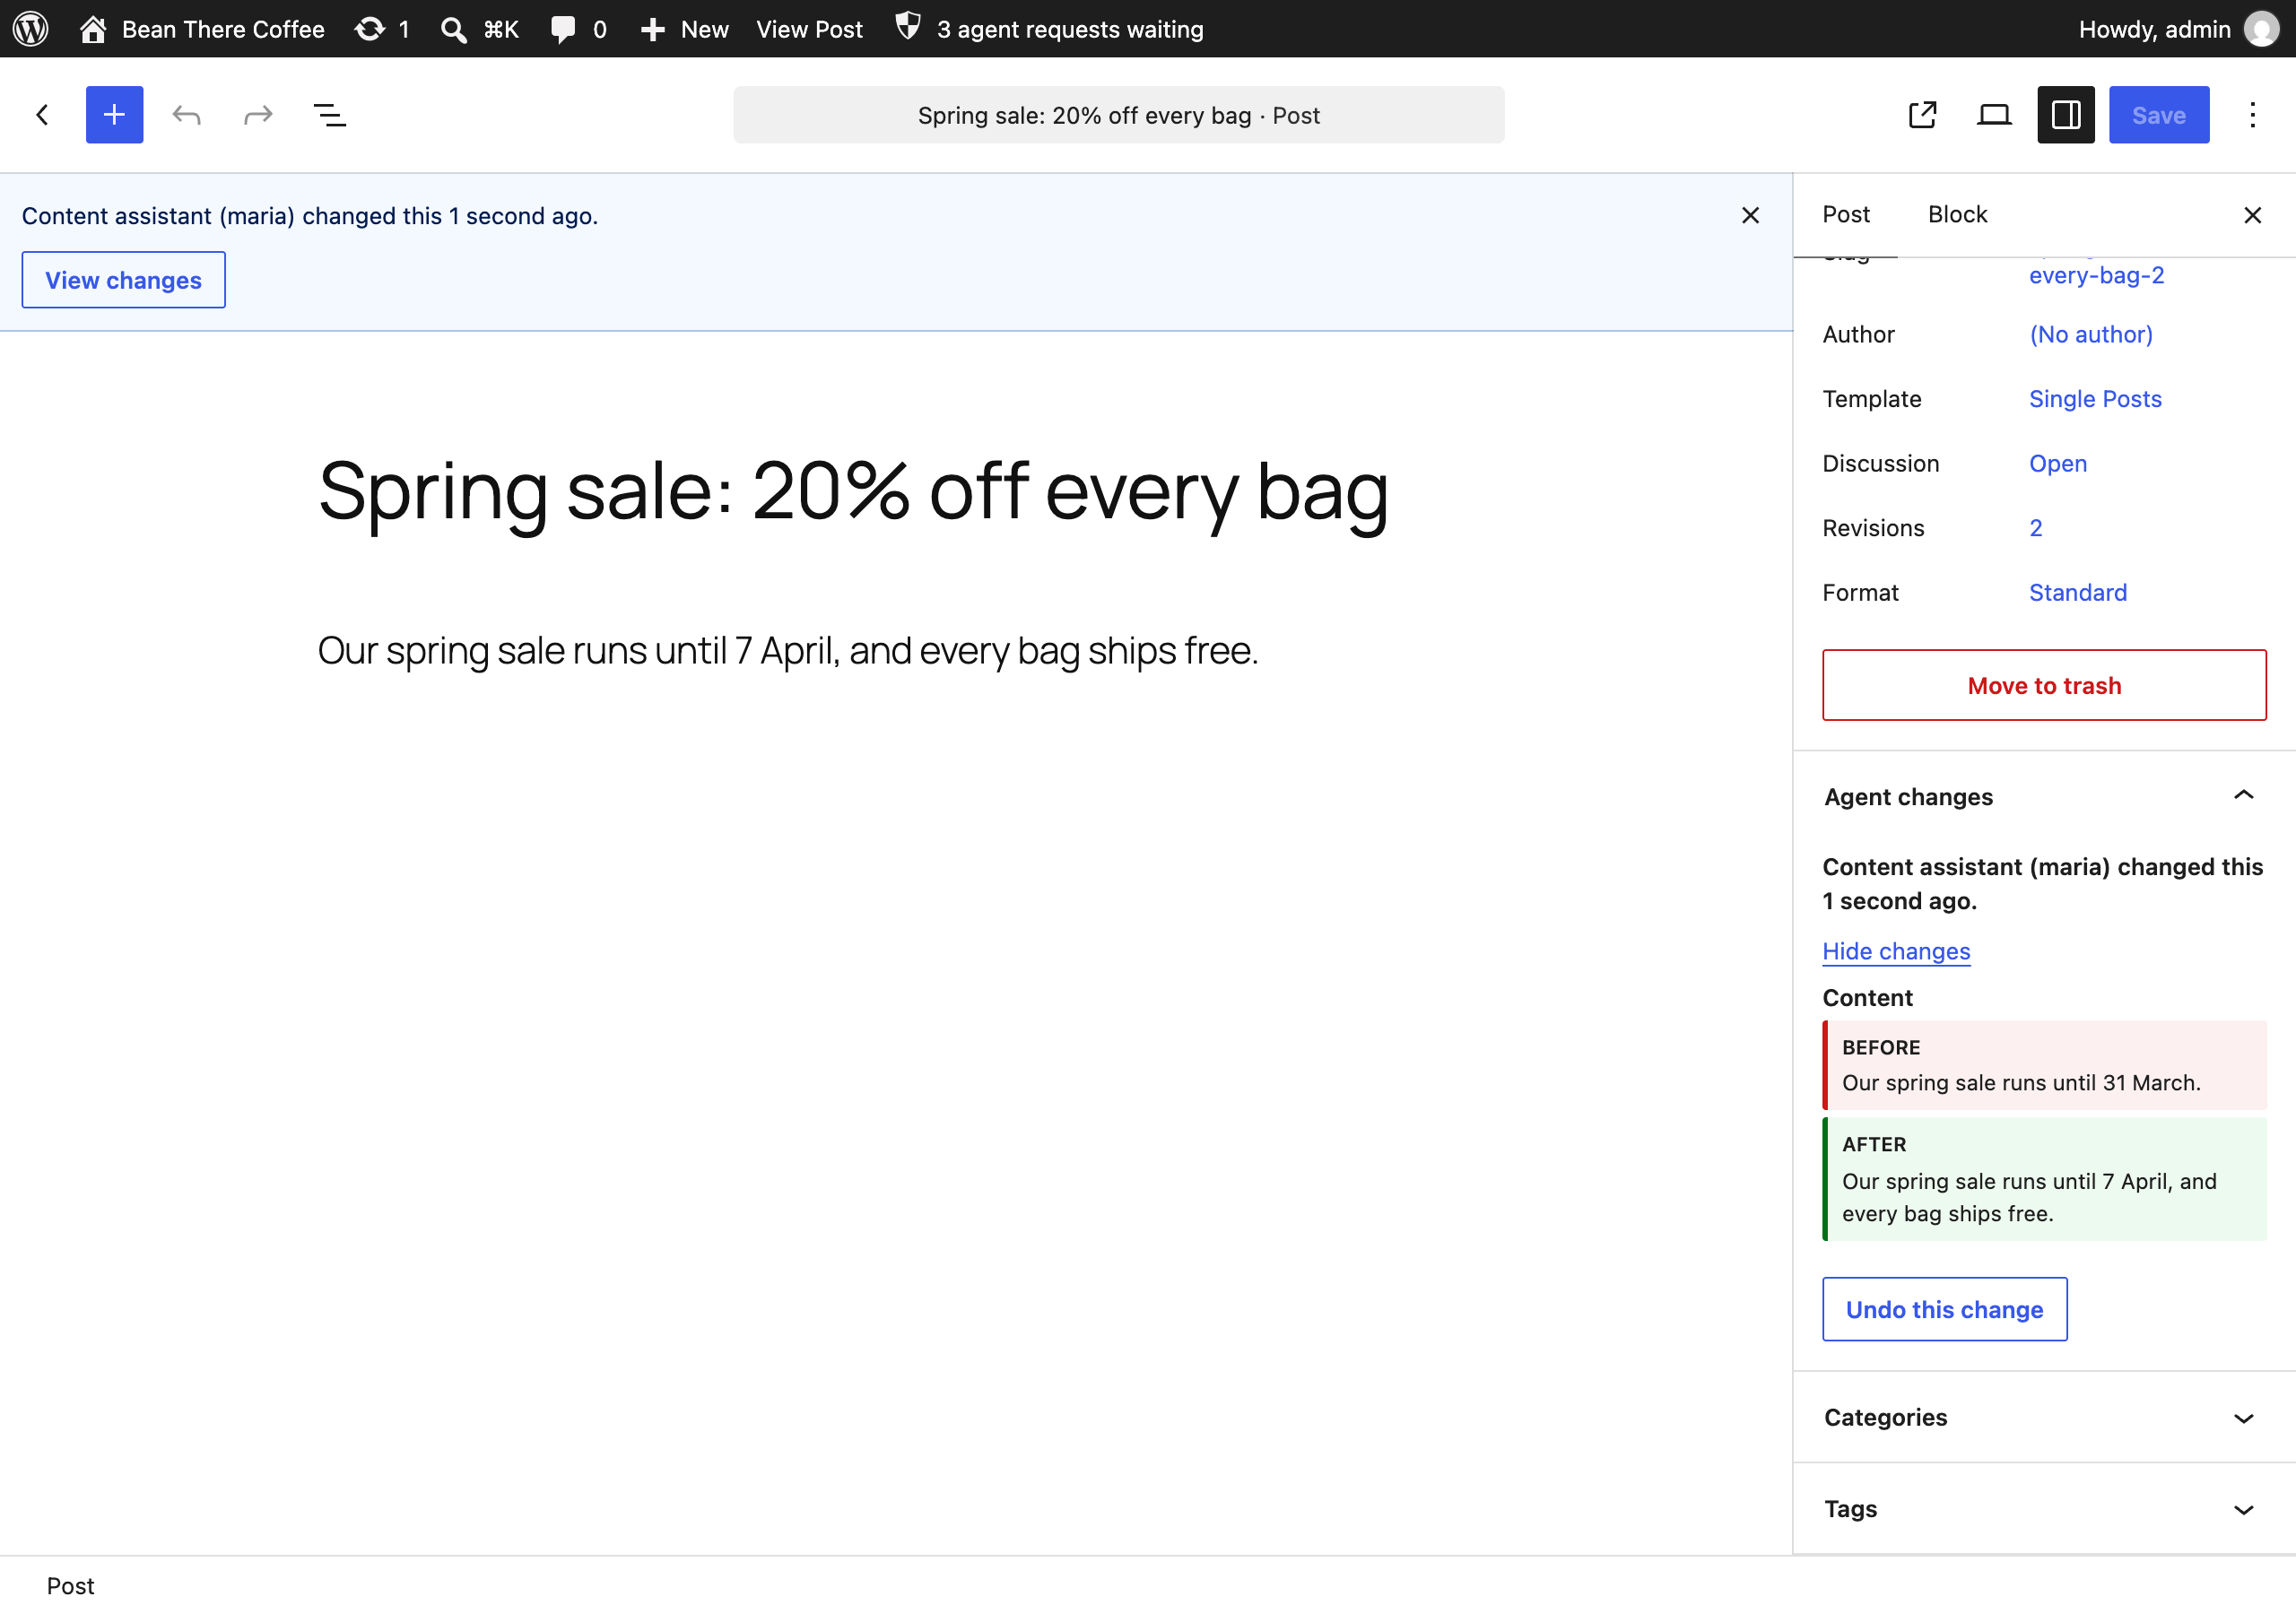 Bean There Coffee 1 ⌘K 0 New View Post 3 agent requests waiting Howdy, admin
Spring sale: 20% off every bag · Post
Save
Content assistant (maria) changed this 1 second ago.
View changes
Spring sale: 20% off every bag
Our spring sale runs until 7 April, and every bag ships free.
Post Block
every-bag-2
Author (No author)
Template Single Posts
Discussion Open
Revisions 2
Format Standard
Move to trash
Agent changes
Content assistant (maria) changed this
1 second ago.
Hide changes
Content
BEFORE
Our spring sale runs until 31 March.
AFTER
Our spring sale runs until 7 April, and
every bag ships free.
Undo this change
Categories
Tags
Post